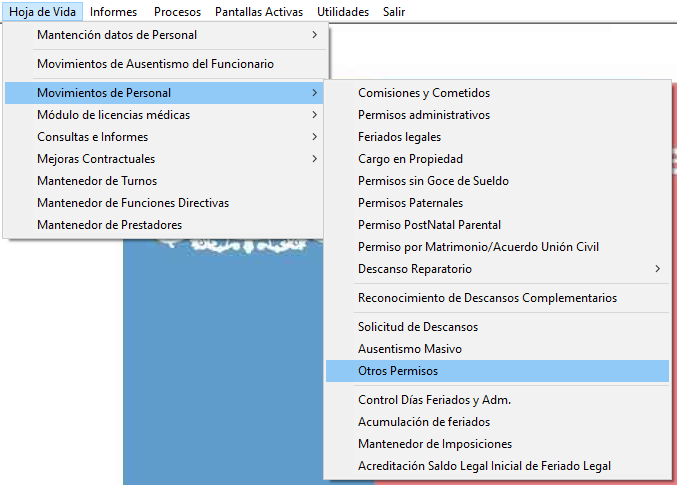 Hoja de Vida Informes Procesos Pantallas Activas Utilidades Salir
Mantención datos de Personal
Movimientos de Ausentismo del Funcionario
Movimientos de Personal
Módulo de licencias médicas
Consultas e Informes
Mejoras Contractuales
Mantenedor de Turnos
Mantenedor de Funciones Directivas
Mantenedor de Prestadores
Comisiones y Cometidos
Permisos administrativos
Feriados legales
Cargo en Propiedad
Permisos sin Goce de Sueldo
Permisos Paternales
Permiso PostNatal Parental
Permiso por Matrimonio/Acuerdo Unión Civil
Descanso Reparatorio
Reconocimiento de Descansos Complementarios
Solicitud de Descansos
Ausentismo Masivo
Otros Permisos
Control Días Feriados y Adm.
Acumulación de feriados
Mantenedor de Imposiciones
Acreditación Saldo Legal Inicial de Feriado Legal